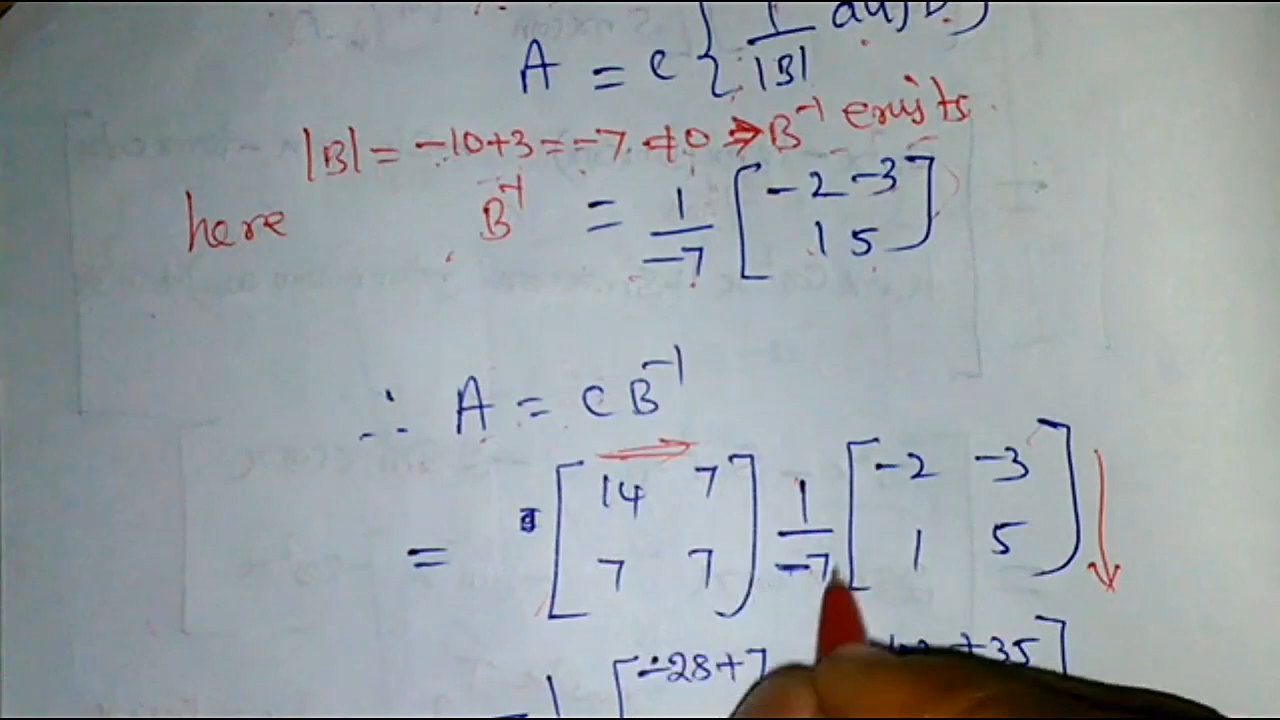 A = C { 1/|B| adj B }
|B| = -10+3 = -7 ≠ 0 ⇒ B⁻¹ exists
here B⁻¹ = 1/-7 [ -2 -3
1 5 ]
∴ A = CB⁻¹
= [ 14 7
7 7 ] 1/-7 [ -2 -3
1 5 ]
= 1 [ -28+7 +35 ]